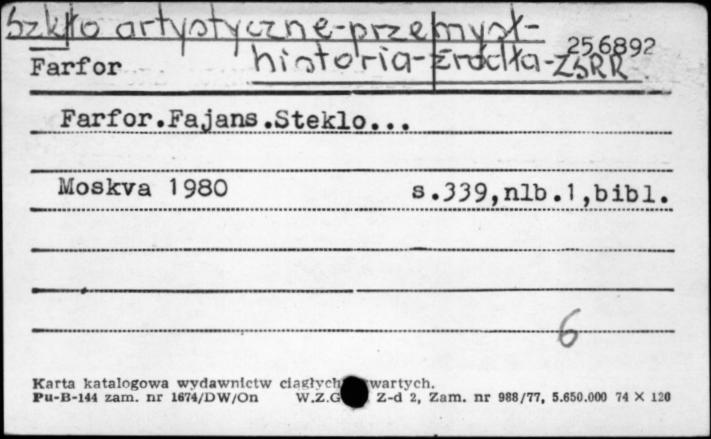 Szkło artystyczne-przemysł-
historia-źródła-ZSRR
256892
Farfor
Farfor.Fajans.Steklo...
Moskva 1980 s.339,nlb.1,bibl.
6
Karta katalogowa wydawnictw ciągłych wartych.
Pu-B-144 zam. nr 1674/DW/On W.Z.G Z-d 2, Zam. nr 988/77, 5.650.000 74 X 120